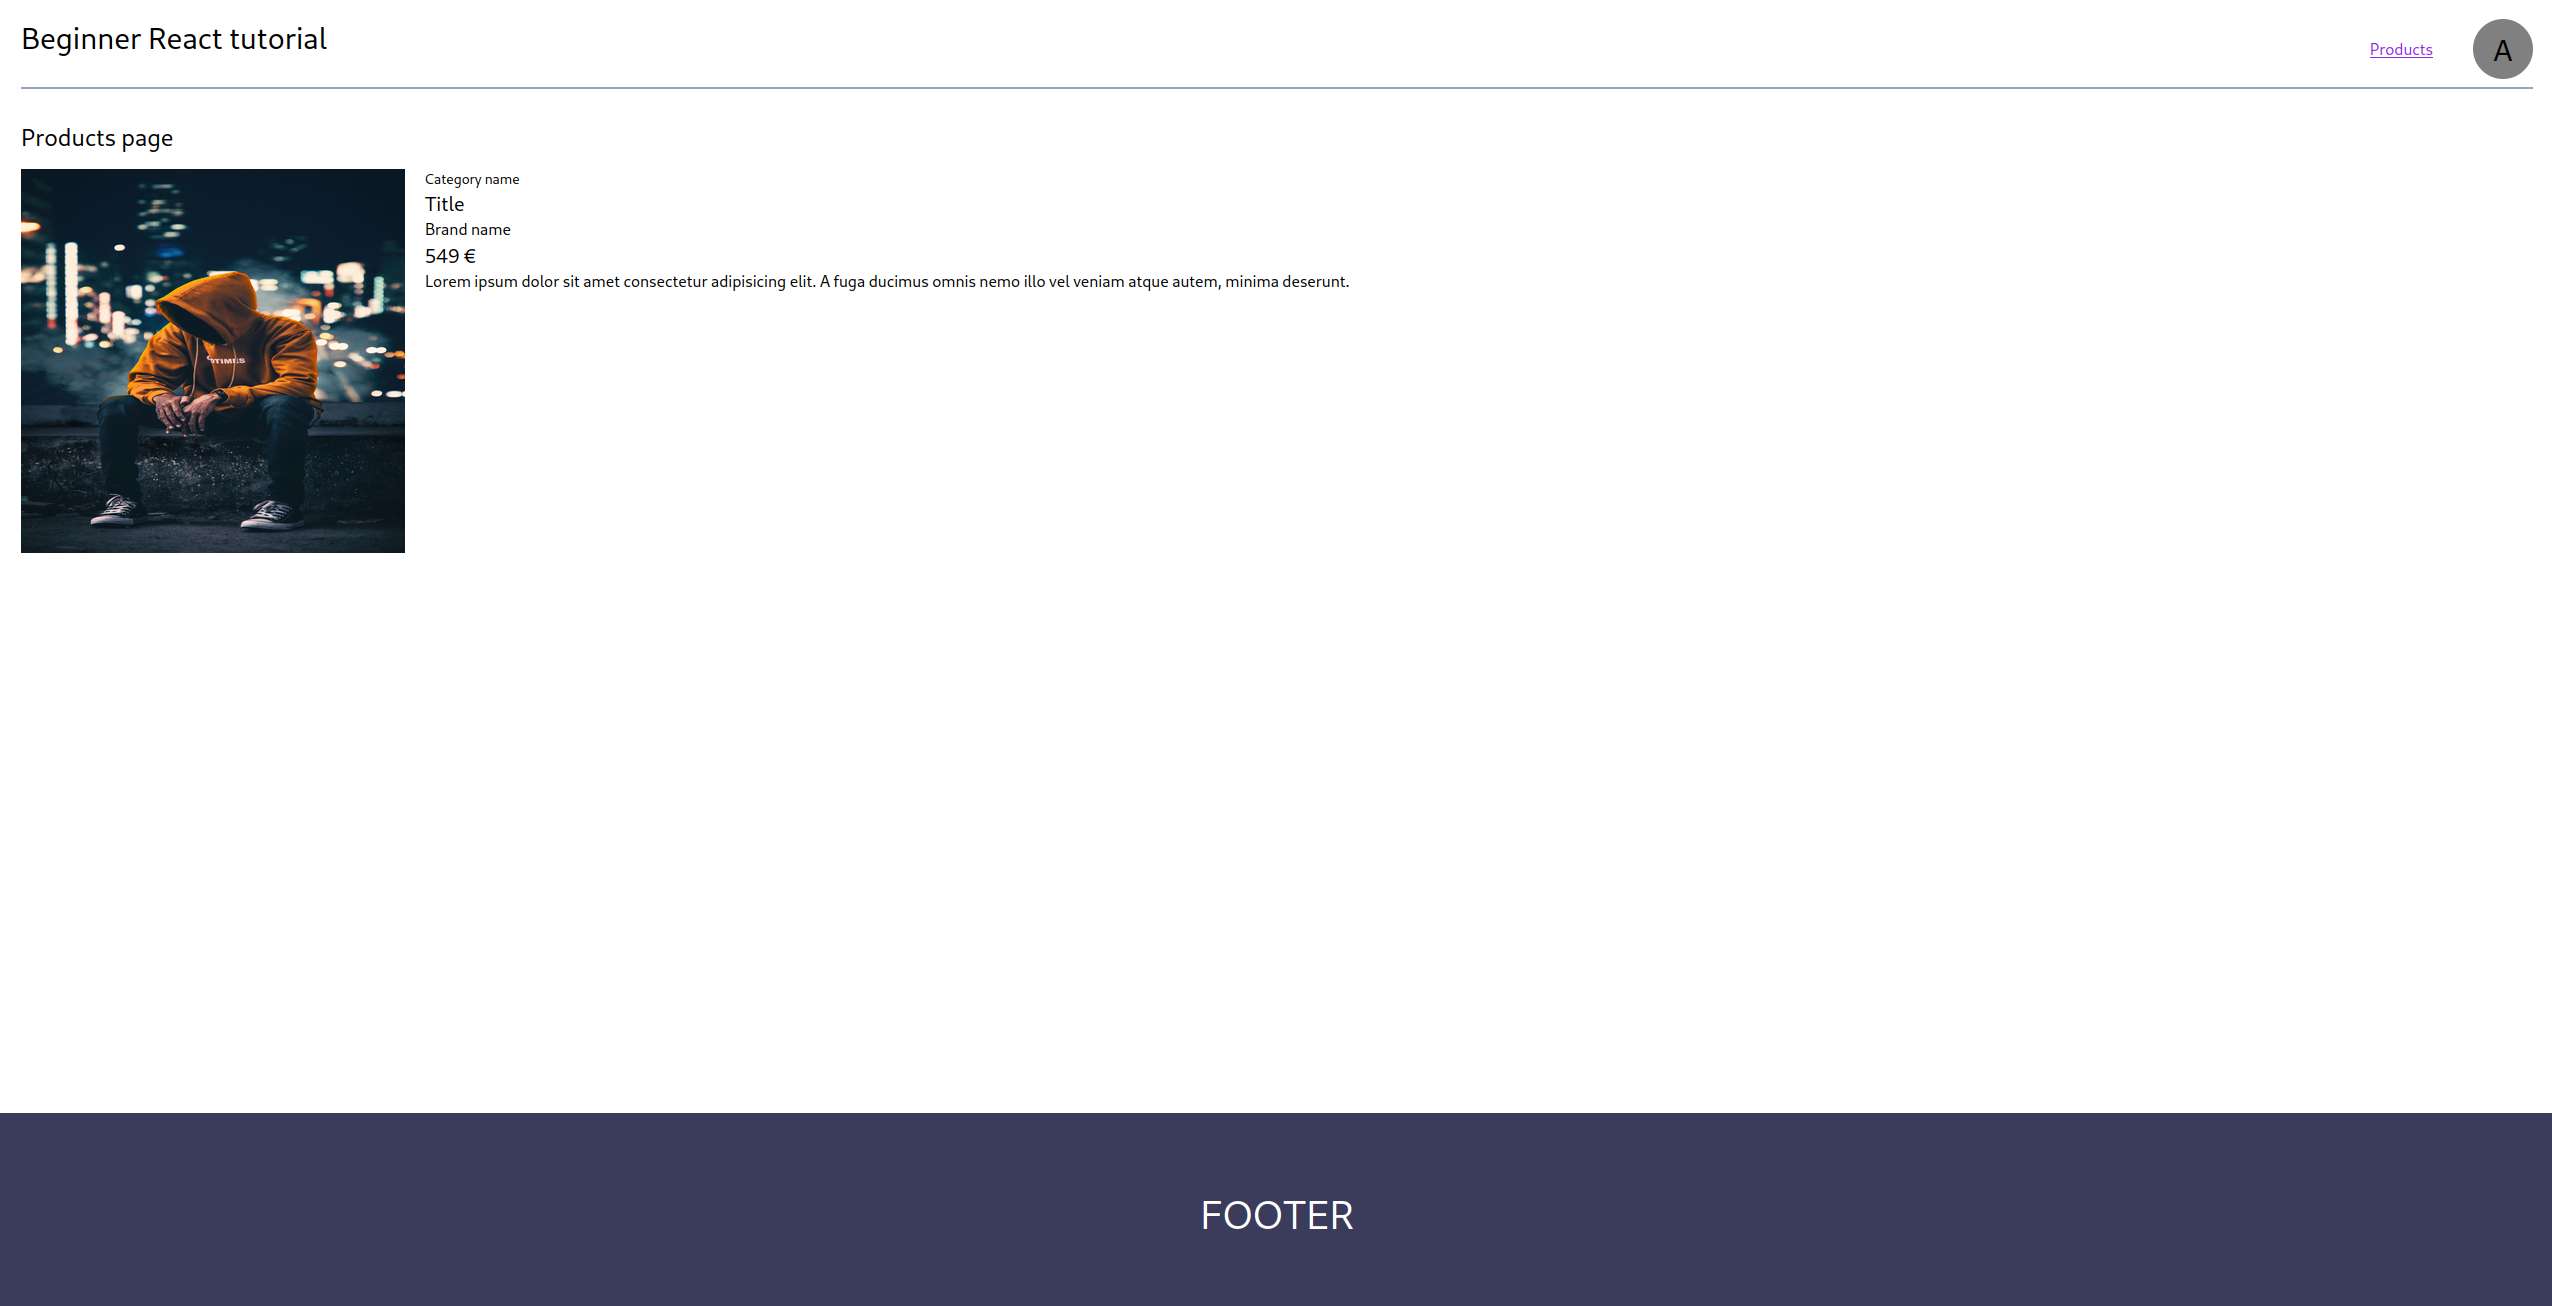 Beginner React tutorial
Products
A
Products page
Category name
Title
Brand name
549 €
Lorem ipsum dolor sit amet consectetur adipisicing elit. A fuga ducimus omnis nemo illo vel veniam atque autem, minima deserunt.
FOOTER